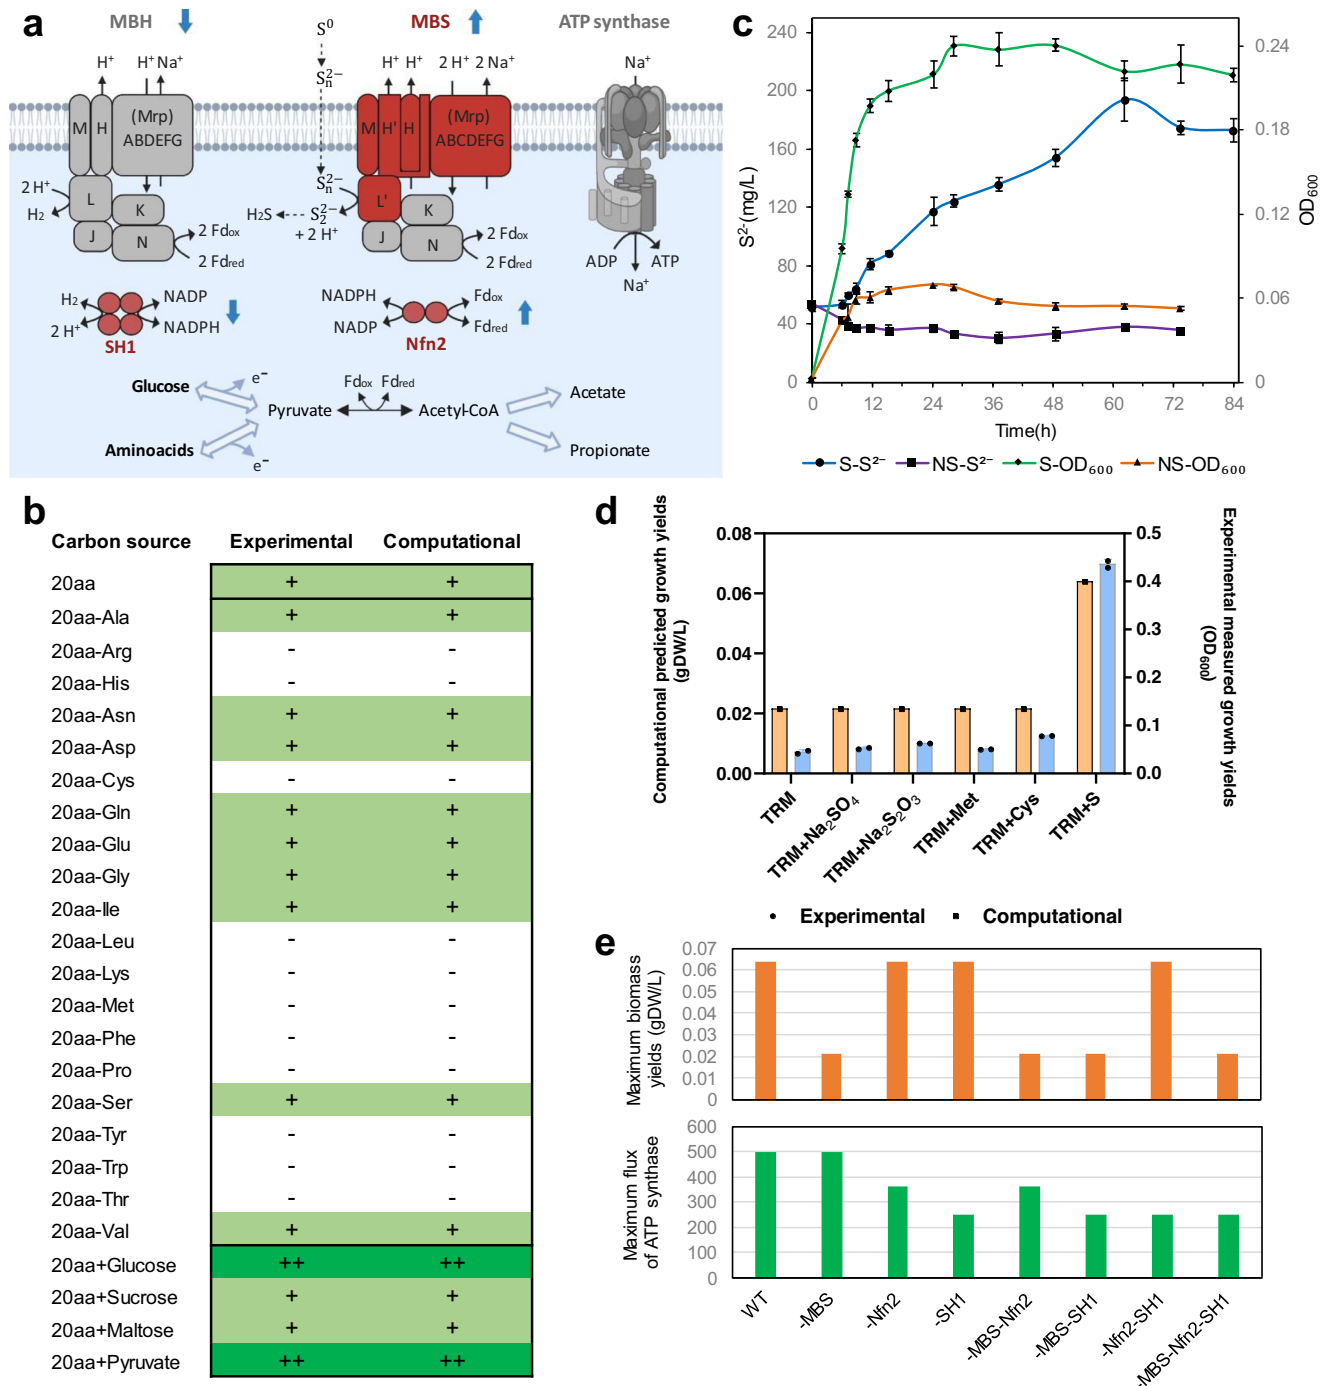 a
MBH
MBS
ATP synthase
S⁰
Sₙ²⁻
H⁺
H⁺ Na⁺
H⁺ H⁺ 2 H⁺ 2 Na⁺
Na⁺
M
H
(Mrp)
ABDEFG
M
H'
H
(Mrp)
ABCDEFG
2 H⁺
H₂
L
K
J
N
2 Fdox
2 Fdred
Sₙ²⁻
H₂S
S₂²⁻
+ 2 H⁺
L'
K
J
N
2 Fdox
2 Fdred
ADP
ATP
Na⁺
H₂
2 H⁺
NADP
NADPH
SH1
NADPH
NADP
Fdox
Fdred
Nfn2
Glucose
e⁻
Pyruvate
Fdox Fdred
Acetyl-CoA
Acetate
Aminoacids
e⁻
Propionate
b
Carbon source Experimental Computational
20aa + +
20aa-Ala + +
20aa-Arg - -
20aa-His - -
20aa-Asn + +
20aa-Asp + +
20aa-Cys - -
20aa-Gln + +
20aa-Glu + +
20aa-Gly + +
20aa-Ile + +
20aa-Leu - -
20aa-Lys - -
20aa-Met - -
20aa-Phe - -
20aa-Pro - -
20aa-Ser + +
20aa-Tyr - -
20aa-Trp - -
20aa-Thr - -
20aa-Val + +
20aa+Glucose ++ ++
20aa+Sucrose + +
20aa+Maltose + +
20aa+Pyruvate ++ ++
c
S²⁻(mg/L)
240
200
160
120
80
40
0
0.24
0.18
0.12
0.06
0
OD₆₀₀
0 12 24 36 48 60 72 84
Time(h)
S-S²⁻ NS-S²⁻ S-OD₆₀₀ NS-OD₆₀₀
d
Computational predicted growth yields
(gDW/L)
0.08
0.06
0.04
0.02
0.00
0.5
0.4
0.3
0.2
0.1
0.0
Experimental measured growth yields
(OD₆₀₀)
TRM
TRM+Na₂SO₄
TRM+Na₂S₂O₃
TRM+Met
TRM+Cys
TRM+S
Experimental Computational
e
Maximum biomass
yields (gDW/L)
0.07
0.06
0.05
0.04
0.03
0.02
0.01
0
Maximum flux
of ATP synthase
600
500
400
300
200
100
0
WT
-MBS
-Nfn2
-SH1
-MBS-Nfn2
-MBS-SH1
-Nfn2-SH1
-MBS-Nfn2-SH1